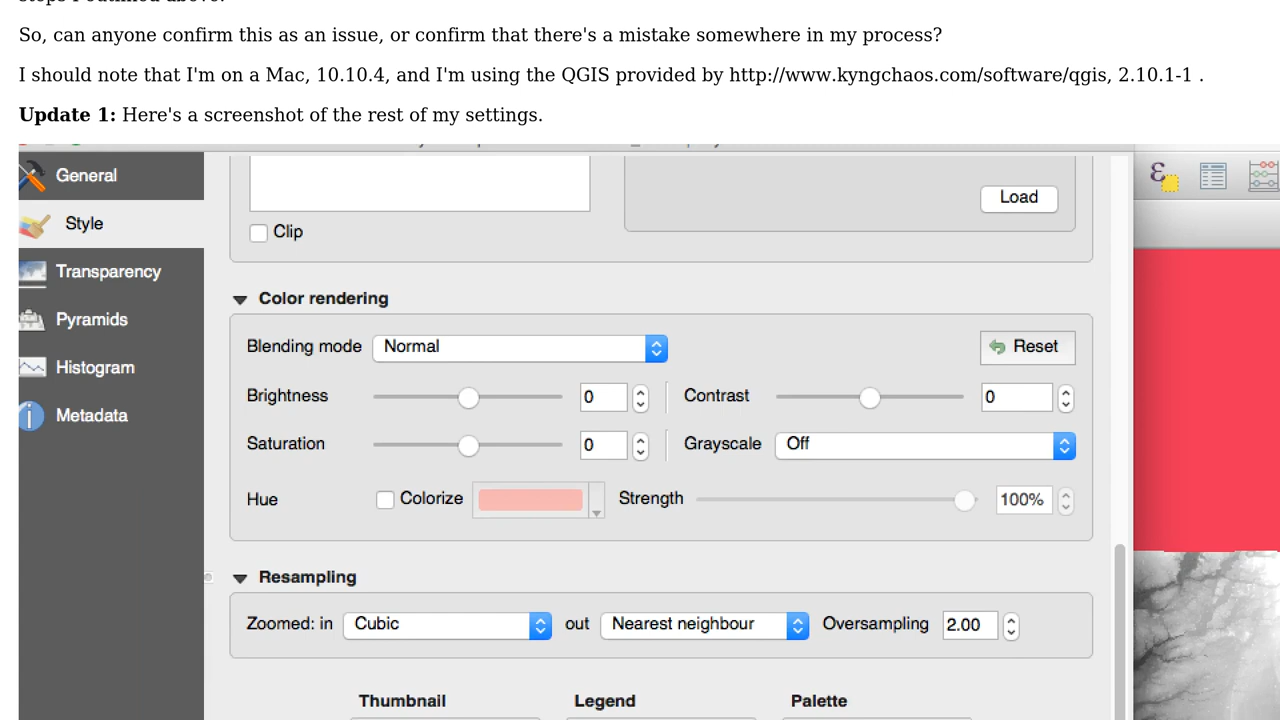 So, can anyone confirm this as an issue, or confirm that there's a mistake somewhere in my process?
I should note that I'm on a Mac, 10.10.4, and I'm using the QGIS provided by http://www.kyngchaos.com/software/qgis, 2.10.1-1 .
Update 1: Here's a screenshot of the rest of my settings.
General
Style
Transparency
Pyramids
Histogram
Metadata
Load
Clip
Color rendering
Blending mode Normal Reset
Brightness 0 Contrast 0
Saturation 0 Grayscale Off
Hue Colorize Strength 100%
Resampling
Zoomed: in Cubic out Nearest neighbour Oversampling 2.00
Thumbnail Legend Palette